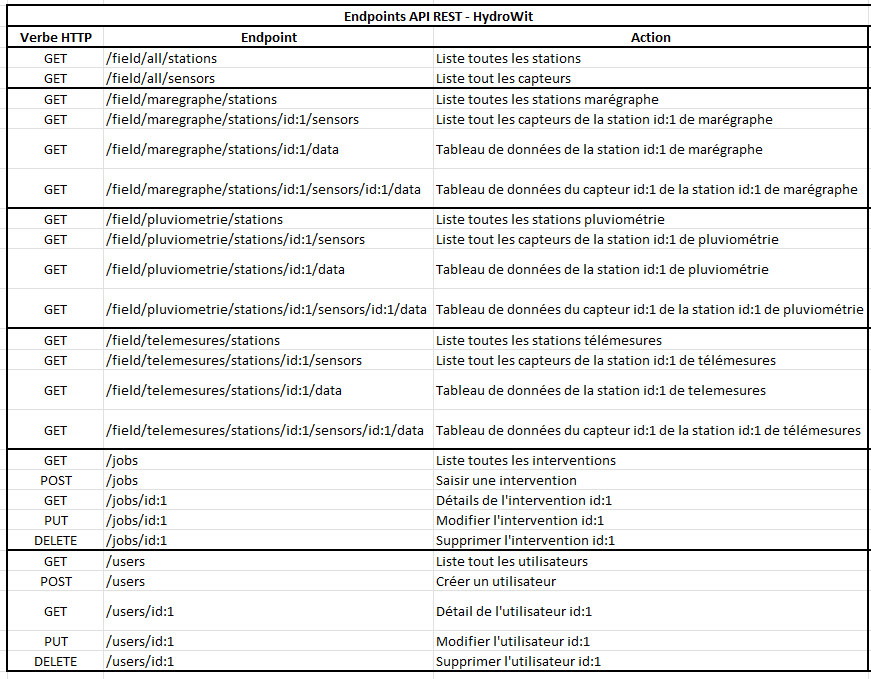 Endpoints API REST - HydroWit
Verbe HTTP Endpoint Action
GET /field/all/stations Liste toutes les stations
GET /field/all/sensors Liste tout les capteurs
GET /field/maregraphe/stations Liste toutes les stations marégraphe
GET /field/maregraphe/stations/id:1/sensors Liste tout les capteurs de la station id:1 de marégraphe
GET /field/maregraphe/stations/id:1/data Tableau de données de la station id:1 de marégraphe
GET /field/maregraphe/stations/id:1/sensors/id:1/data Tableau de données du capteur id:1 de la station id:1 de marégraphe
GET /field/pluviometrie/stations Liste toutes les stations pluviométrie
GET /field/pluviometrie/stations/id:1/sensors Liste tout les capteurs de la station id:1 de pluviométrie
GET /field/pluviometrie/stations/id:1/data Tableau de données de la station id:1 de pluviométrie
GET /field/pluviometrie/stations/id:1/sensors/id:1/data Tableau de données du capteur id:1 de la station id:1 de pluviométrie
GET /field/telemesures/stations Liste toutes les stations télémesures
GET /field/telemesures/stations/id:1/sensors Liste tout les capteurs de la station id:1 de télémesures
GET /field/telemesures/stations/id:1/data Tableau de données de la station id:1 de telemesures
GET /field/telemesures/stations/id:1/sensors/id:1/data Tableau de données du capteur id:1 de la station id:1 de télémesures
GET /jobs Liste toutes les interventions
POST /jobs Saisir une intervention
GET /jobs/id:1 Détails de l'intervention id:1
PUT /jobs/id:1 Modifier l'intervention id:1
DELETE /jobs/id:1 Supprimer l'intervention id:1
GET /users Liste tout les utilisateurs
POST /users Créer un utilisateur
GET /users/id:1 Détail de l'utilisateur id:1
PUT /users/id:1 Modifier l'utilisateur id:1
DELETE /users/id:1 Supprimer l'utilisateur id:1